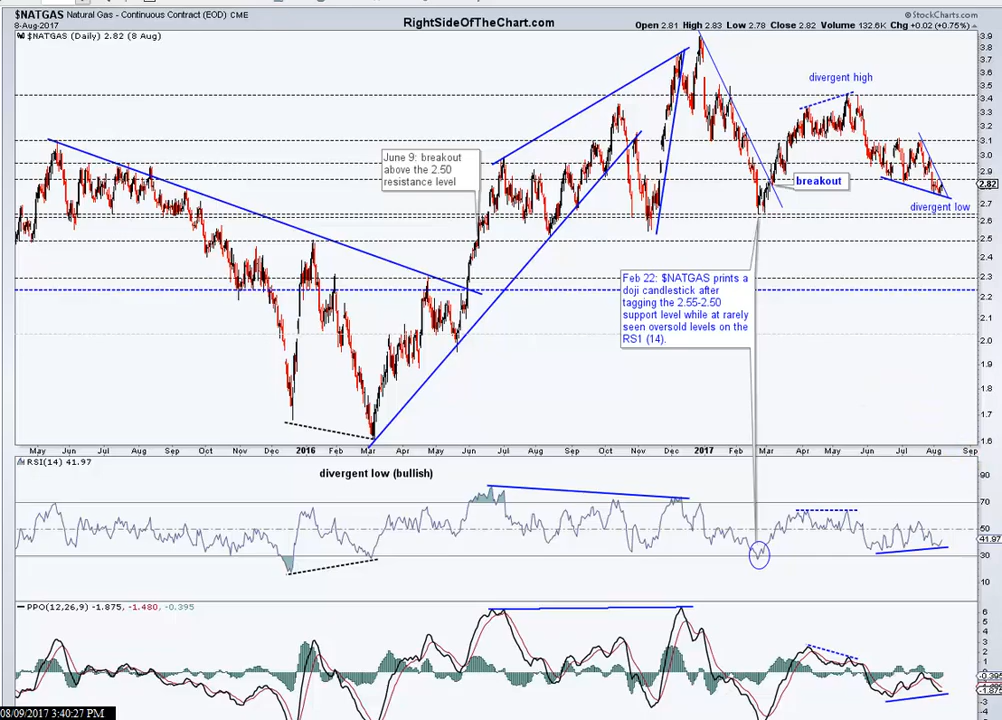 $NATGAS Natural Gas - Continuous Contract (EOD) CME
© StockCharts.com
8-Aug-2017
RightSideOfTheChart.com
Open 2.81 High 2.83 Low 2.78 Close 2.82 Volume 132.6K Chg +0.02 (+0.75%)
$NATGAS (Daily) 2.82 (8 Aug)
3.9
3.8
3.7
3.6
3.5
3.4
3.3
3.2
3.1
3.0
2.9
2.82
2.7
2.6
2.5
2.4
2.3
2.2
2.1
2.0
1.9
1.8
1.7
1.6
divergent high
June 9: breakout
above the 2.50
resistance level
breakout
divergent low
Feb 22: $NATGAS prints a
doji candlestick after
tagging the 2.55-2.50
support level while at rarely
seen oversold levels on the
RS1 (14).
May Jun Jul Aug Sep Oct Nov Dec 2016 Feb Mar Apr May Jun Jul Aug Sep Oct Nov Dec 2017 Feb Mar Apr May Jun Jul Aug Sep
RSI(14) 41.97
divergent low (bullish)
90
70
50
41.97
30
10
PPO(12,26,9) -1.875, -1.480, -0.395
6
5
4
3
2
1
0
-0.395
-1.875
-3
-4
08/09/2017 3:40:27 PM